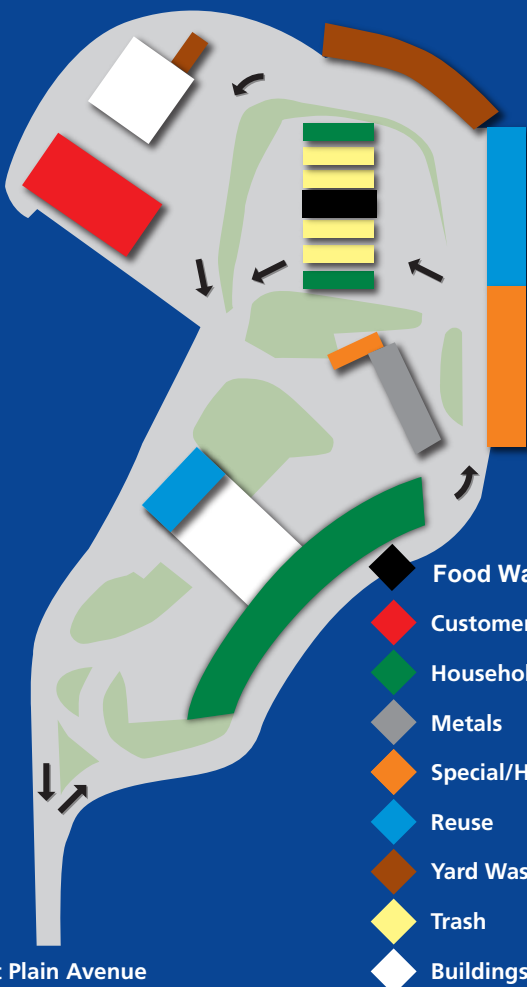 Food Wa
Customer
Househol
Metals
Special/H
Reuse
Yard Was
Trash
Buildings
t Plain Avenue